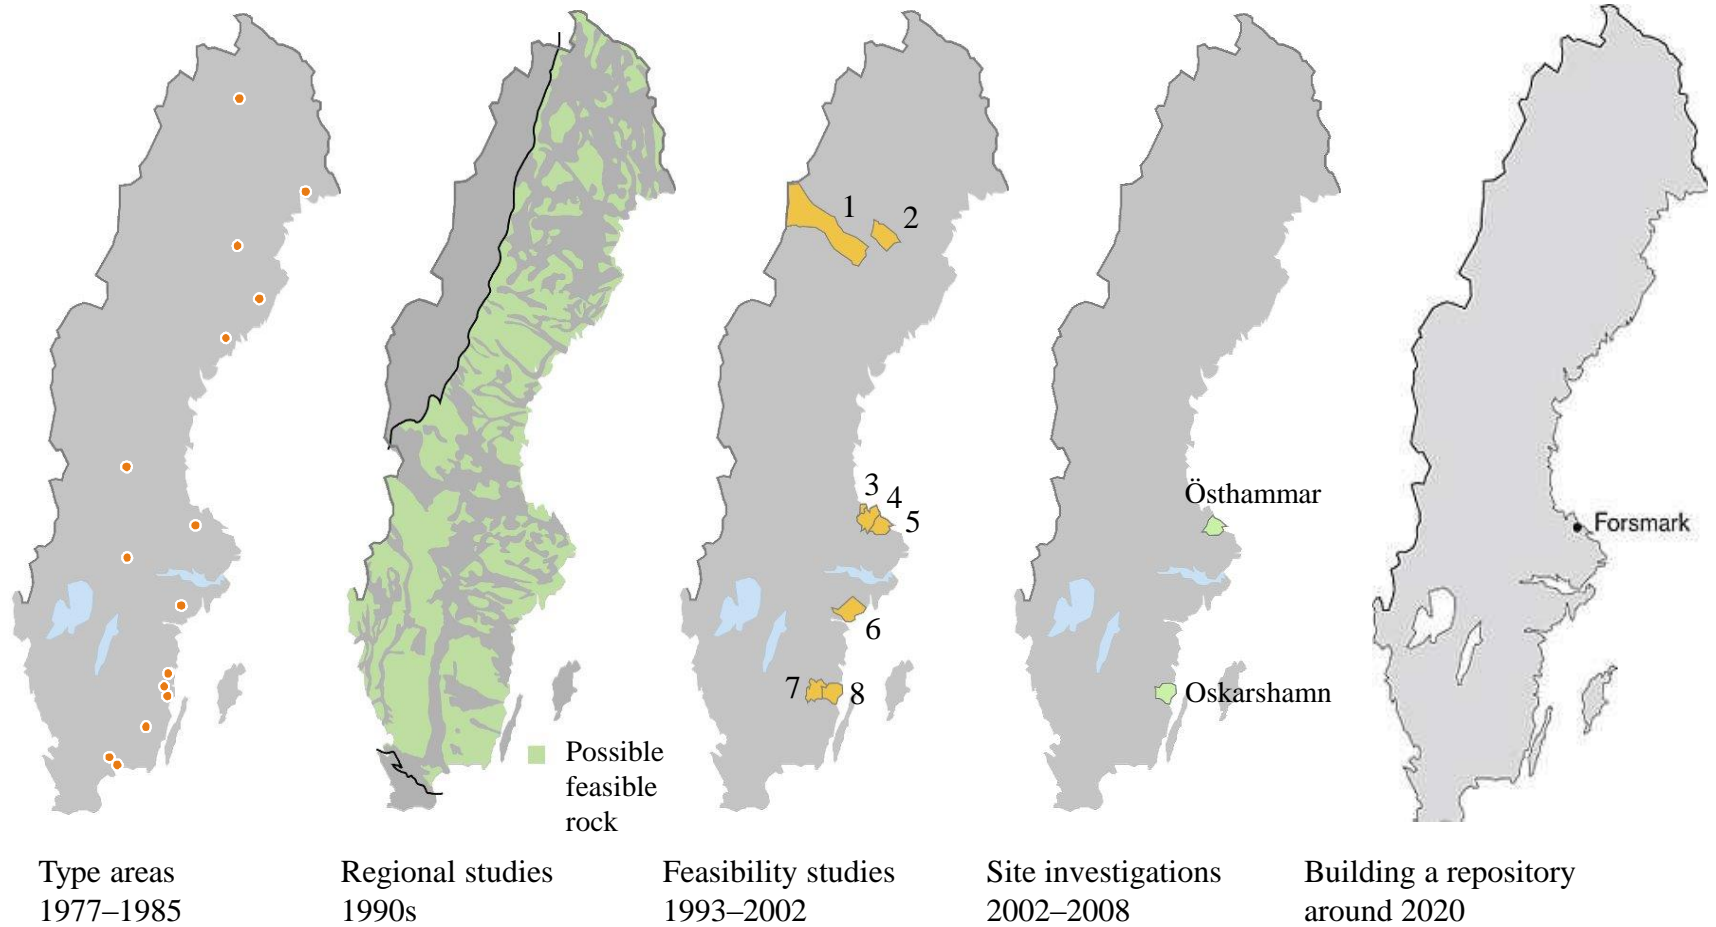 1
2
3
4
5
6
7
8
Östhammar
Oskarshamn
Forsmark
Possible
feasible
rock
Type areas
1977–1985
Regional studies
1990s
Feasibility studies
1993–2002
Site investigations
2002–2008
Building a repository
around 2020